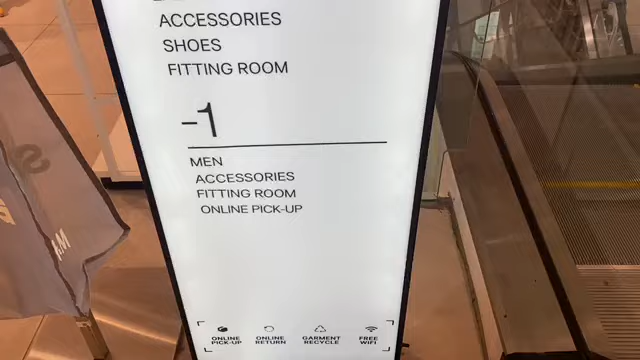 ACCESSORIES
SHOES
FITTING ROOM
-1
MEN
ACCESSORIES
FITTING ROOM
ONLINE PICK-UP
ONLINE PICK-UP
ONLINE RETURN
GARMENT RECYCLE
FREE WIFI